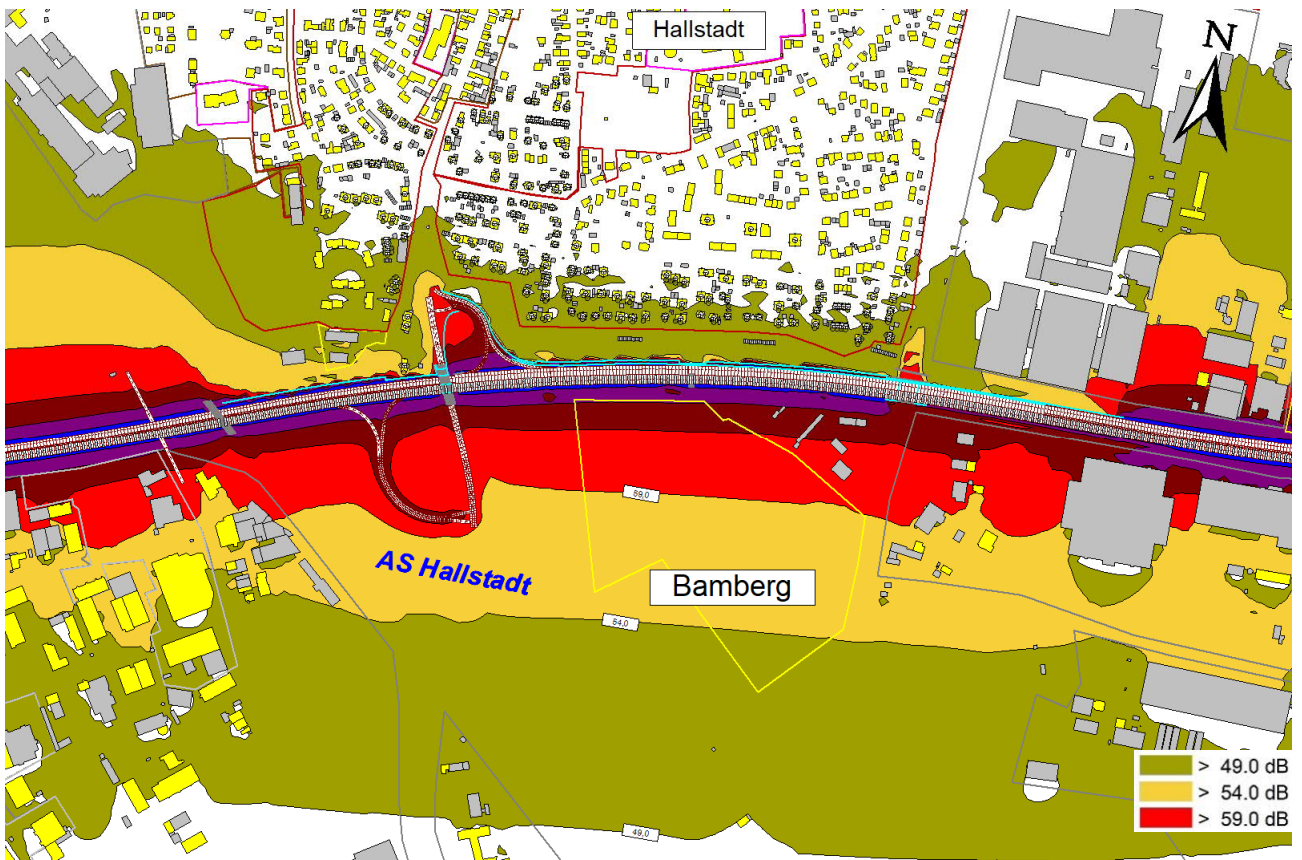 Hallstadt
N
59,0
AS Hallstadt
Bamberg
54,0
> 49.0 dB
> 54.0 dB
> 59.0 dB
49,0